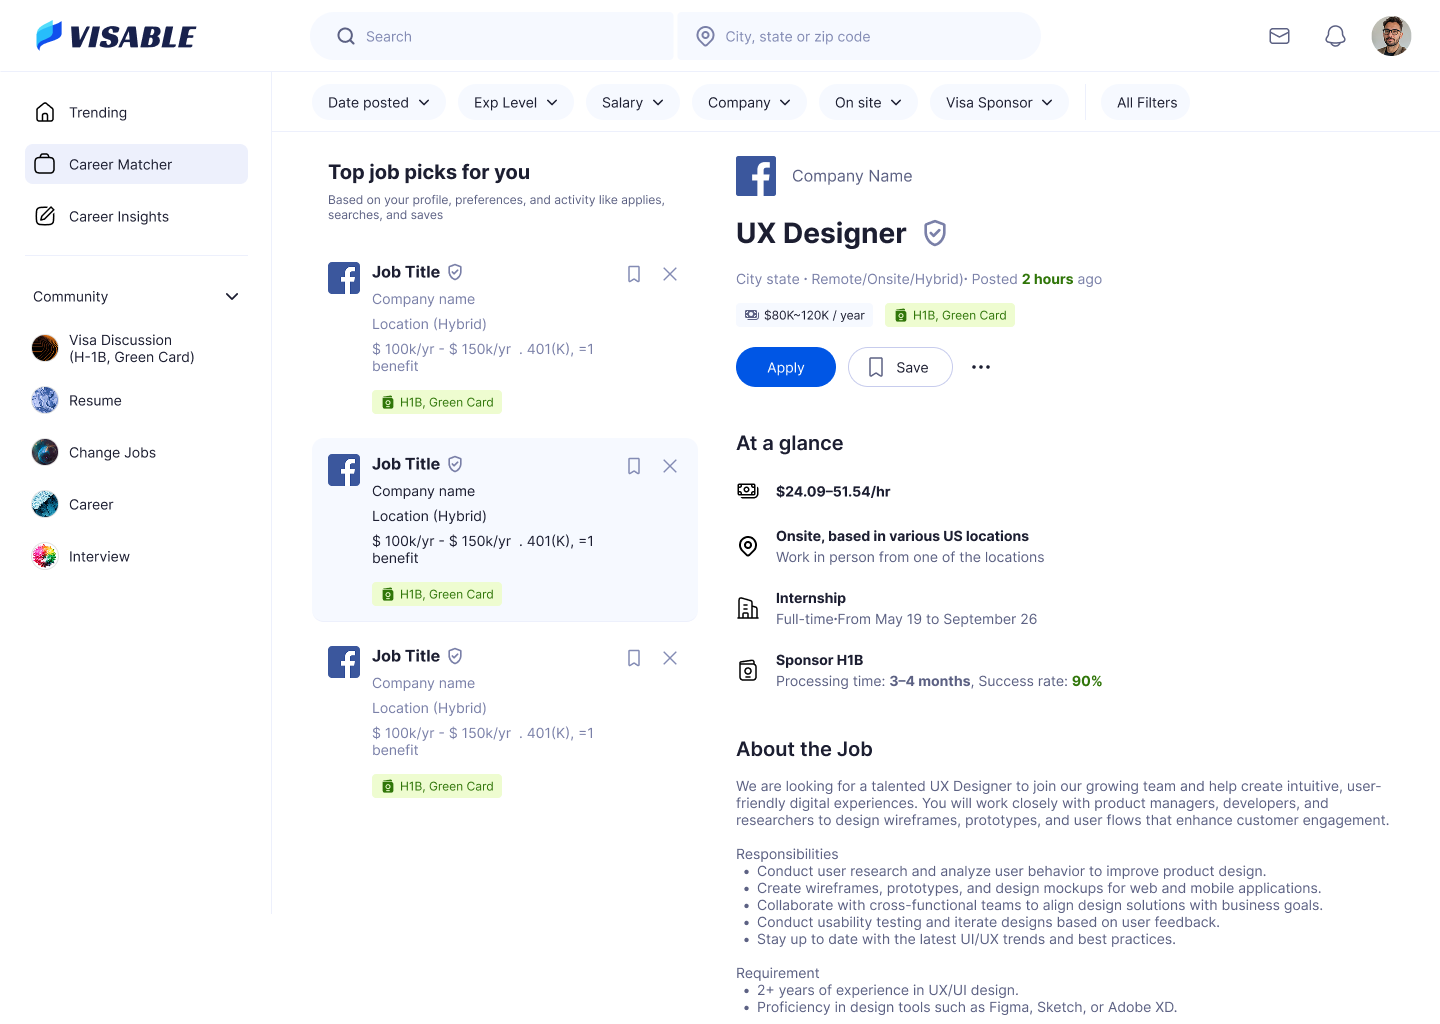 VISABLE
Search
City, state or zip code
Trending
Career Matcher
Career Insights
Community
Visa Discussion
(H-1B, Green Card)
Resume
Change Jobs
Career
Interview
Date posted
Exp Level
Salary
Company
On site
Visa Sponsor
All Filters
Top job picks for you
Based on your profile, preferences, and activity like applies,
searches, and saves
Job Title
Company name
Location (Hybrid)
$ 100k/yr - $ 150k/yr . 401(K), =1
benefit
H1B, Green Card
Job Title
Company name
Location (Hybrid)
$ 100k/yr - $ 150k/yr . 401(K), =1
benefit
H1B, Green Card
Job Title
Company name
Location (Hybrid)
$ 100k/yr - $ 150k/yr . 401(K), =1
benefit
H1B, Green Card
Company Name
UX Designer
City state · Remote/Onsite/Hybrid)· Posted 2 hours ago
$80K~120K / year
H1B, Green Card
Apply
Save
At a glance
$24.09–51.54/hr
Onsite, based in various US locations
Work in person from one of the locations
Internship
Full-time·From May 19 to September 26
Sponsor H1B
Processing time: 3–4 months, Success rate: 90%
About the Job
We are looking for a talented UX Designer to join our growing team and help create intuitive, user-
friendly digital experiences. You will work closely with product managers, developers, and
researchers to design wireframes, prototypes, and user flows that enhance customer engagement.
Responsibilities
• Conduct user research and analyze user behavior to improve product design.
• Create wireframes, prototypes, and design mockups for web and mobile applications.
• Collaborate with cross-functional teams to align design solutions with business goals.
• Conduct usability testing and iterate designs based on user feedback.
• Stay up to date with the latest UI/UX trends and best practices.
Requirement
• 2+ years of experience in UX/UI design.
• Proficiency in design tools such as Figma, Sketch, or Adobe XD.